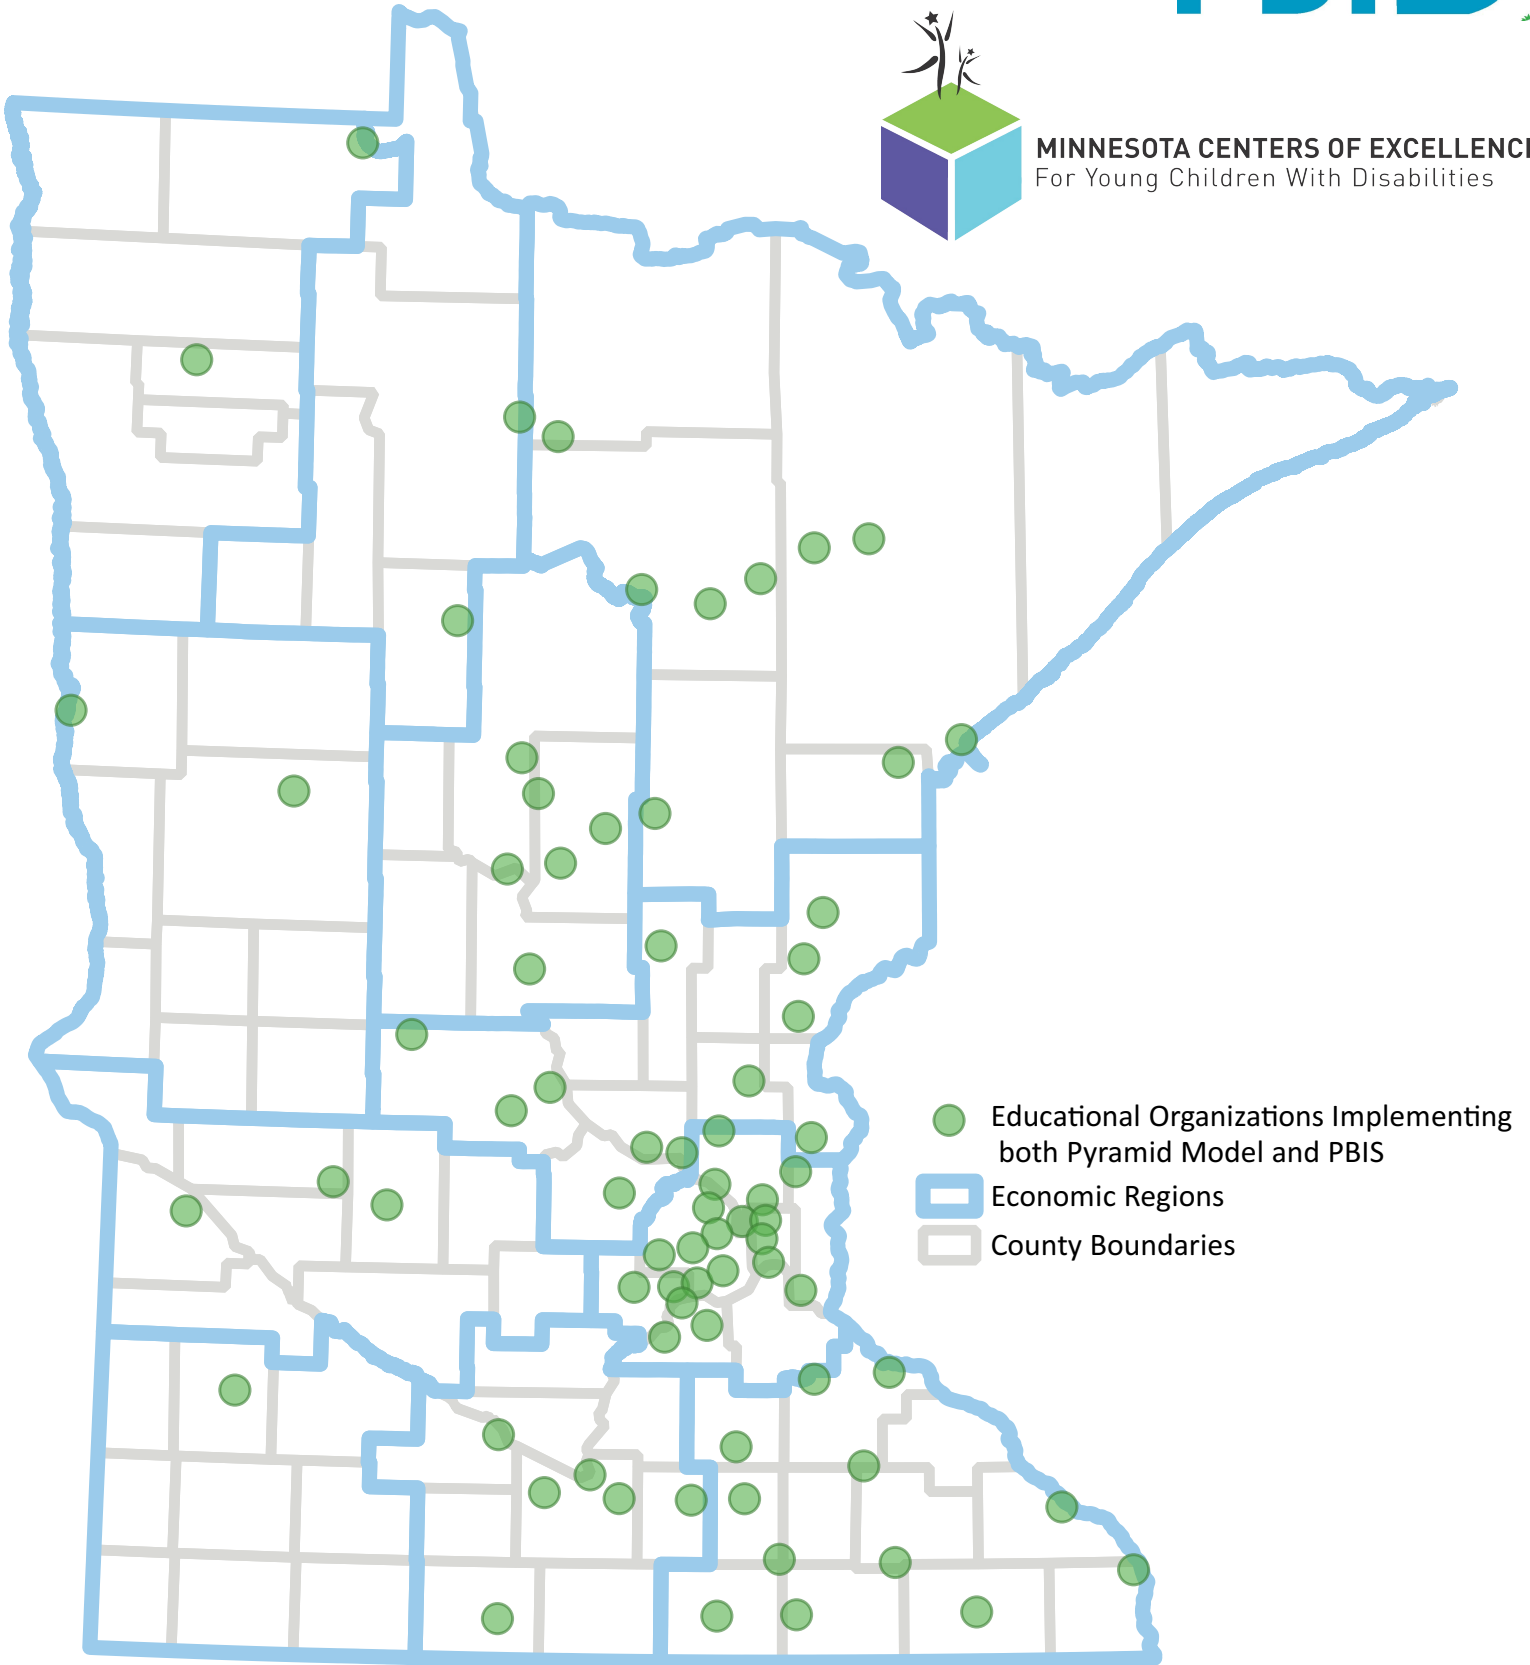 MINNESOTA CENTERS OF EXCELLENCE
For Young Children With Disabilities
Educational Organizations Implementing
both Pyramid Model and PBIS
Economic Regions
County Boundaries